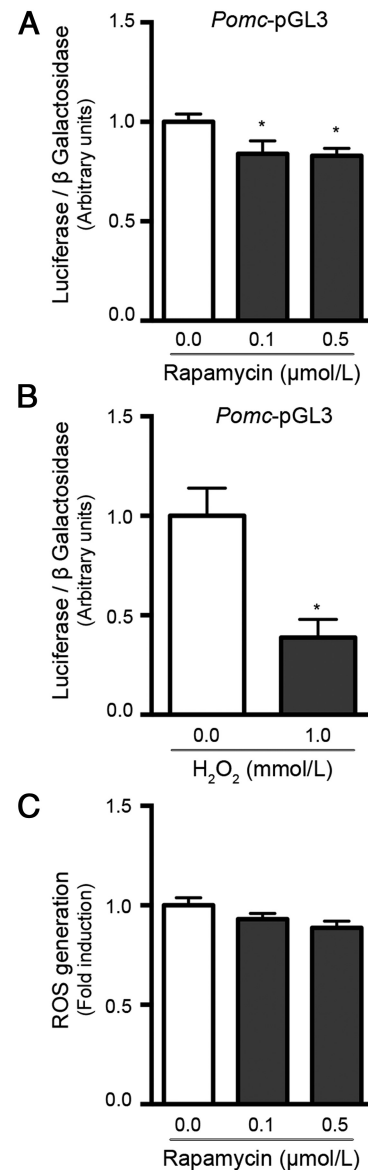 A
Pomc-pGL3
Luciferase / β Galactosidase
(Arbitrary units)
1.5
1.0
0.5
0.0
* *
0.0 0.1 0.5
Rapamycin (μmol/L)
B
Pomc-pGL3
Luciferase / β Galactosidase
(Arbitrary units)
1.5
1.0
0.5
0.0
*
0.0 1.0
H₂O₂ (mmol/L)
C
ROS generation
(Fold induction)
1.5
1.0
0.5
0.0
0.0 0.1 0.5
Rapamycin (μmol/L)